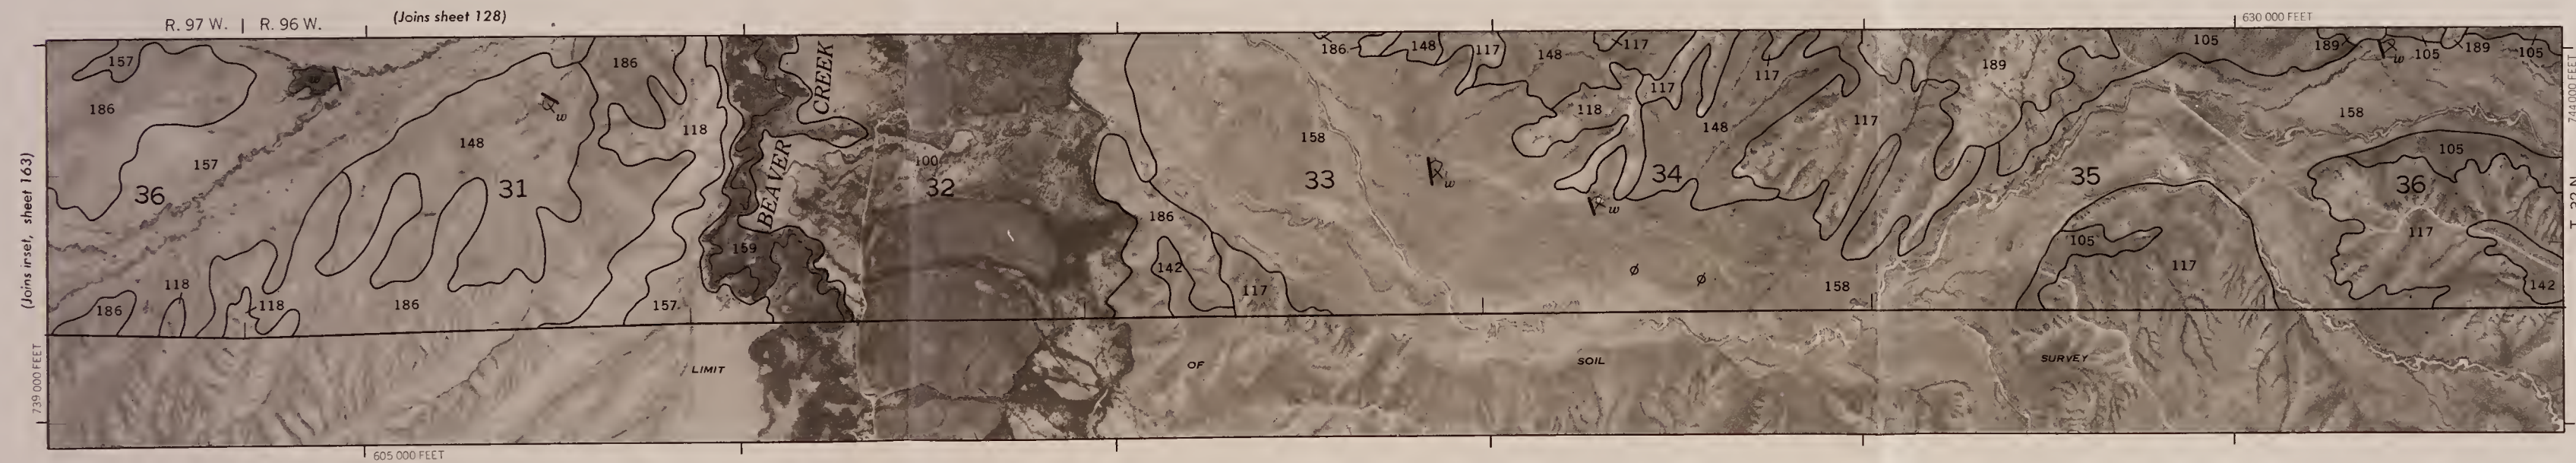 (Joins sheet 128)
R. 97 W. | R. 96 W.
630 000 FEET
(Joins inset, sheet 163)
739 000 FEET
744 000 FEET
T. 32 N.
605 000 FEET
157
w
186
157
36
186
118
118
148
w
31
186
186
118
157
CREEK
BEAVER
159
100
32
186
142
117
158
33
w
186
148
117
148
117
118
117
117
148
34
w
117
158
189
105
189
w
105
189
105
158
35
105
117
105
36
117
142
LIMIT OF SOIL SURVEY